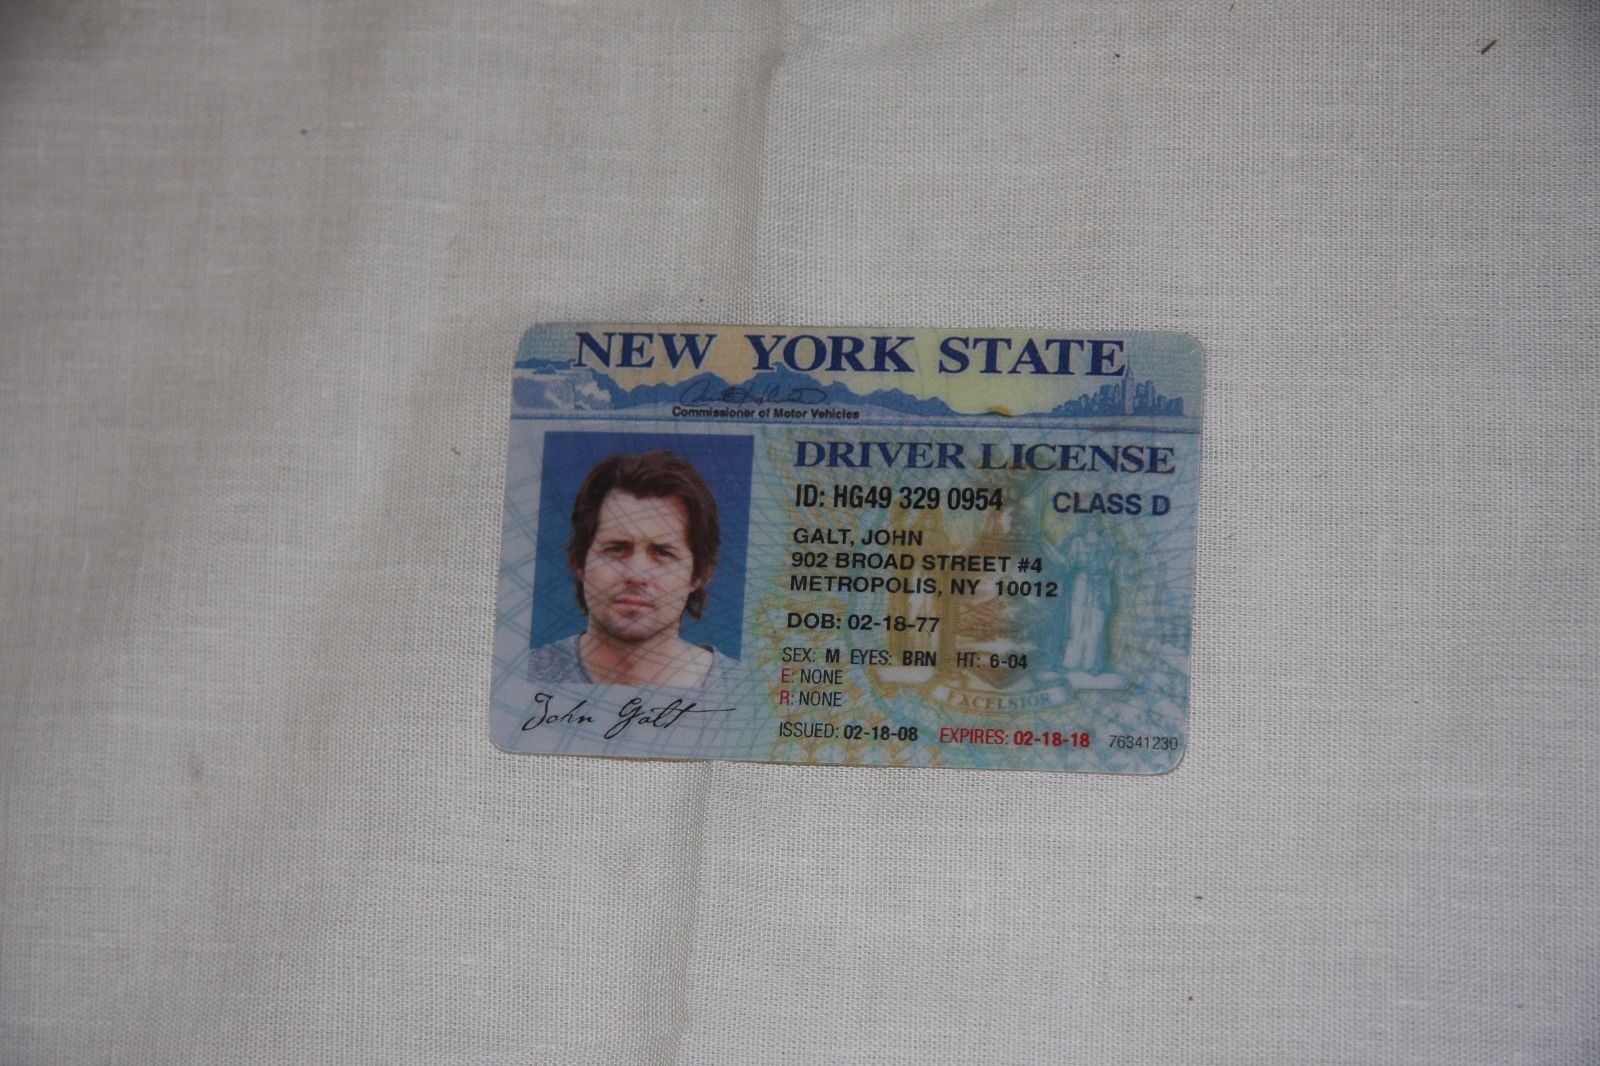 NEW YORK STATE
Commissioner of Motor Vehicles
DRIVER LICENSE
ID: HG49 329 0954 CLASS D
GALT, JOHN
902 BROAD STREET #4
METROPOLIS, NY 10012
DOB: 02-18-77
SEX: M EYES: BRN HT: 6-04
E: NONE
R: NONE
ISSUED: 02-18-08 EXPIRES: 02-18-18 76341230
John Galt
EXCELSIOR